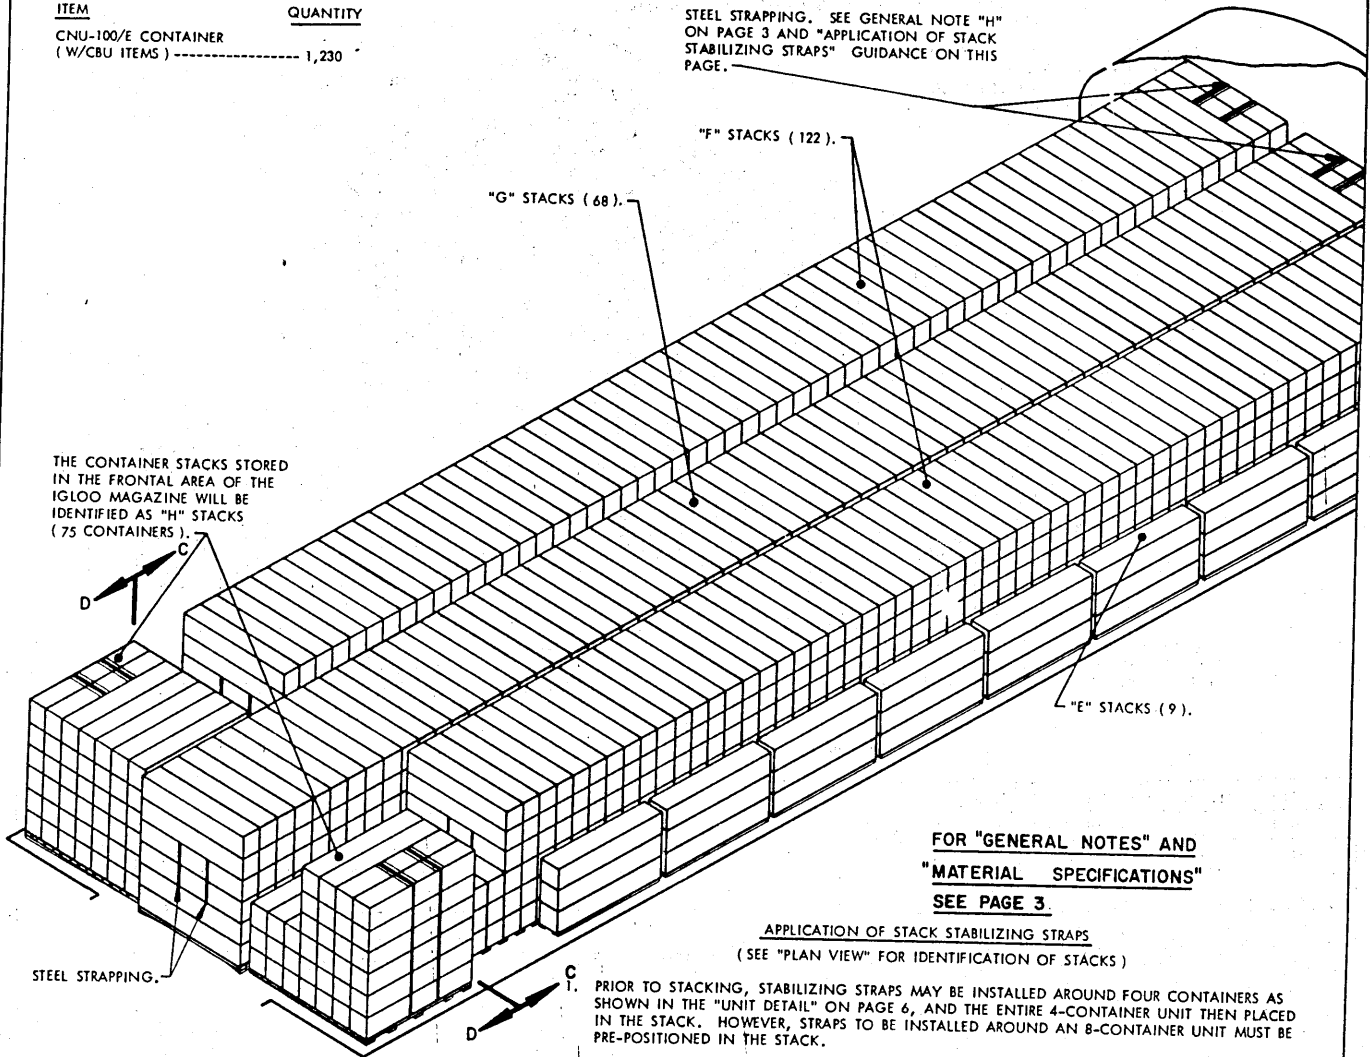 ITEM QUANTITY
CNU-100/E CONTAINER
( W/CBU ITEMS ) ------------------ 1,230
STEEL STRAPPING. SEE GENERAL NOTE "H"
ON PAGE 3 AND "APPLICATION OF STACK
STABILIZING STRAPS" GUIDANCE ON THIS
PAGE.
"F" STACKS ( 122 ).
"G" STACKS ( 68 ).
THE CONTAINER STACKS STORED
IN THE FRONTAL AREA OF THE
IGLOO MAGAZINE WILL BE
IDENTIFIED AS "H" STACKS
( 75 CONTAINERS ).
C
D
"E" STACKS ( 9 ).
STEEL STRAPPING.
C
D
FOR "GENERAL NOTES" AND
"MATERIAL SPECIFICATIONS"
SEE PAGE 3
APPLICATION OF STACK STABILIZING STRAPS
( SEE "PLAN VIEW" FOR IDENTIFICATION OF STACKS )
1. PRIOR TO STACKING, STABILIZING STRAPS MAY BE INSTALLED AROUND FOUR CONTAINERS AS
SHOWN IN THE "UNIT DETAIL" ON PAGE 6, AND THE ENTIRE 4-CONTAINER UNIT THEN PLACED
IN THE STACK. HOWEVER, STRAPS TO BE INSTALLED AROUND AN 8-CONTAINER UNIT MUST BE
PRE-POSITIONED IN THE STACK.